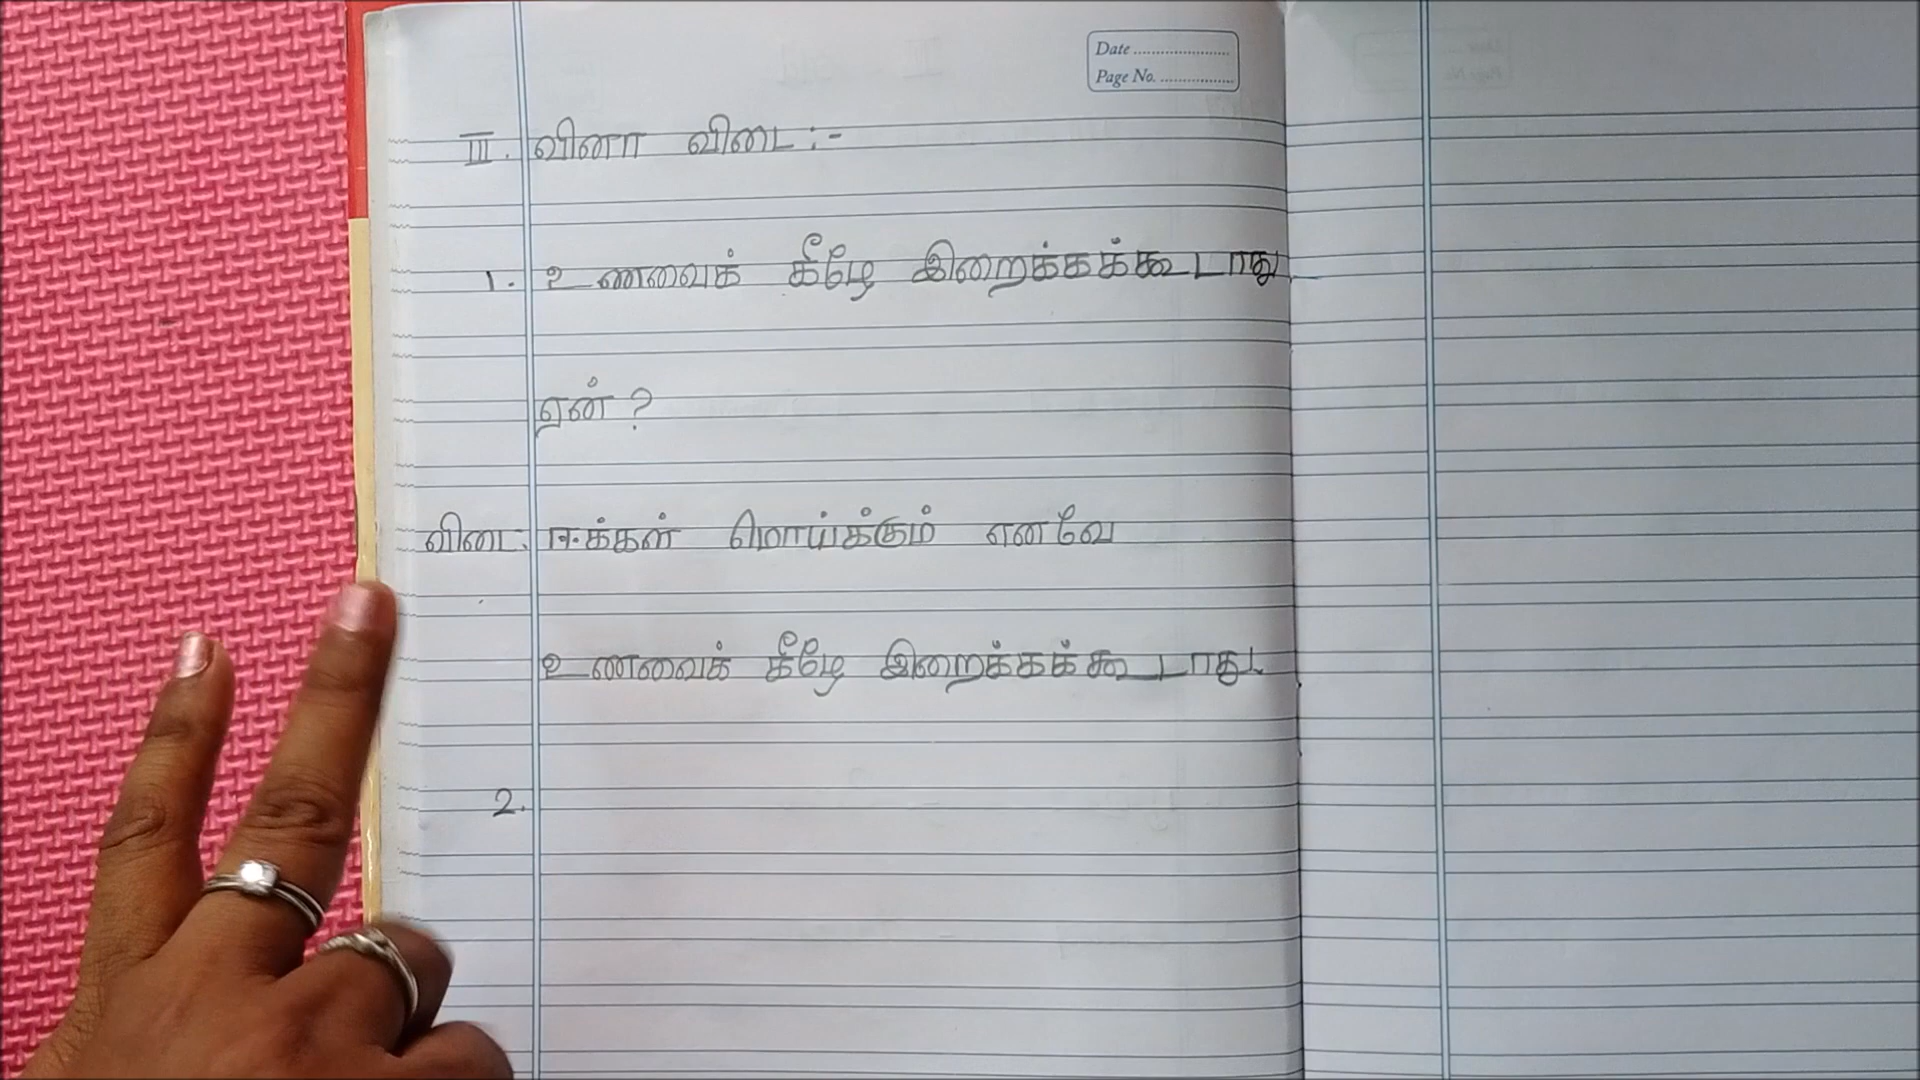 Date ........................
Page No. ...................
III. வினா விடை :-
1. உணவைக் கீழே இறைக்கக்கூடாது
ஏன் ?
விடை. ஈக்கள் மொய்க்கும் எனவே
உணவைக் கீழே இறைக்கக்கூடாது.
2.